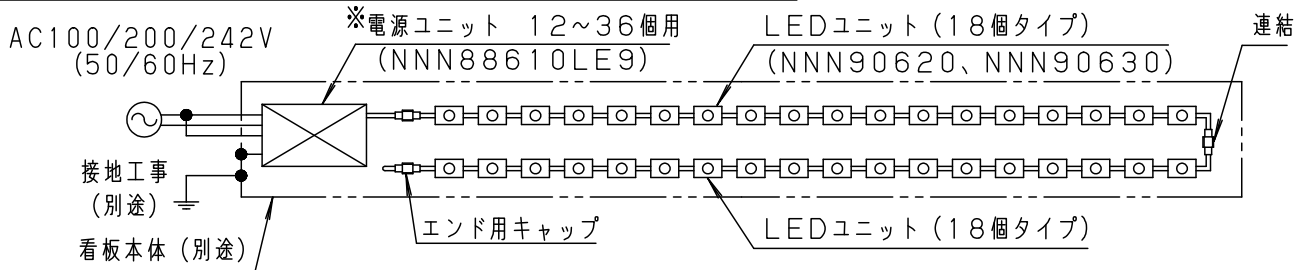 AC100/200/242V
(50/60Hz)
※電源ユニット 12~36個用
(NNN88610LE9)
LEDユニット(18個タイプ)
(NNN90620、NNN90630)
連結
接地工事
(別途)
看板本体(別途)
エンド用キャップ
LEDユニット(18個タイプ)